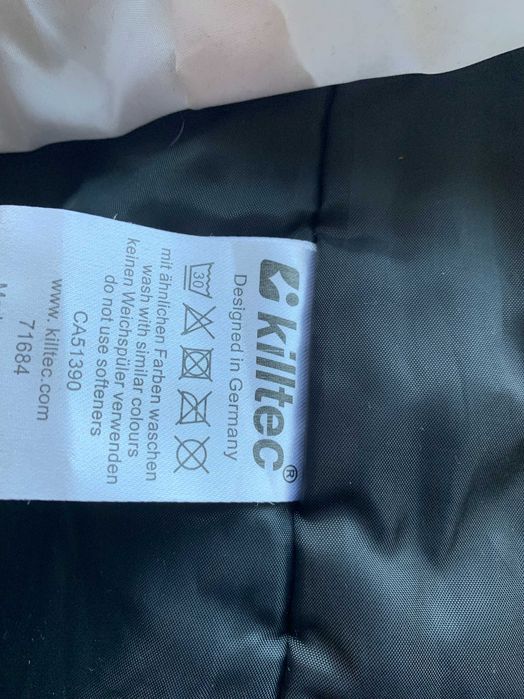 killtec®
Designed in Germany
30
mit ähnlichen Farben waschen
wash with similar colours
keinen Weichspüler verwenden
do not use softeners
CA51390
www.killtec.com
71684